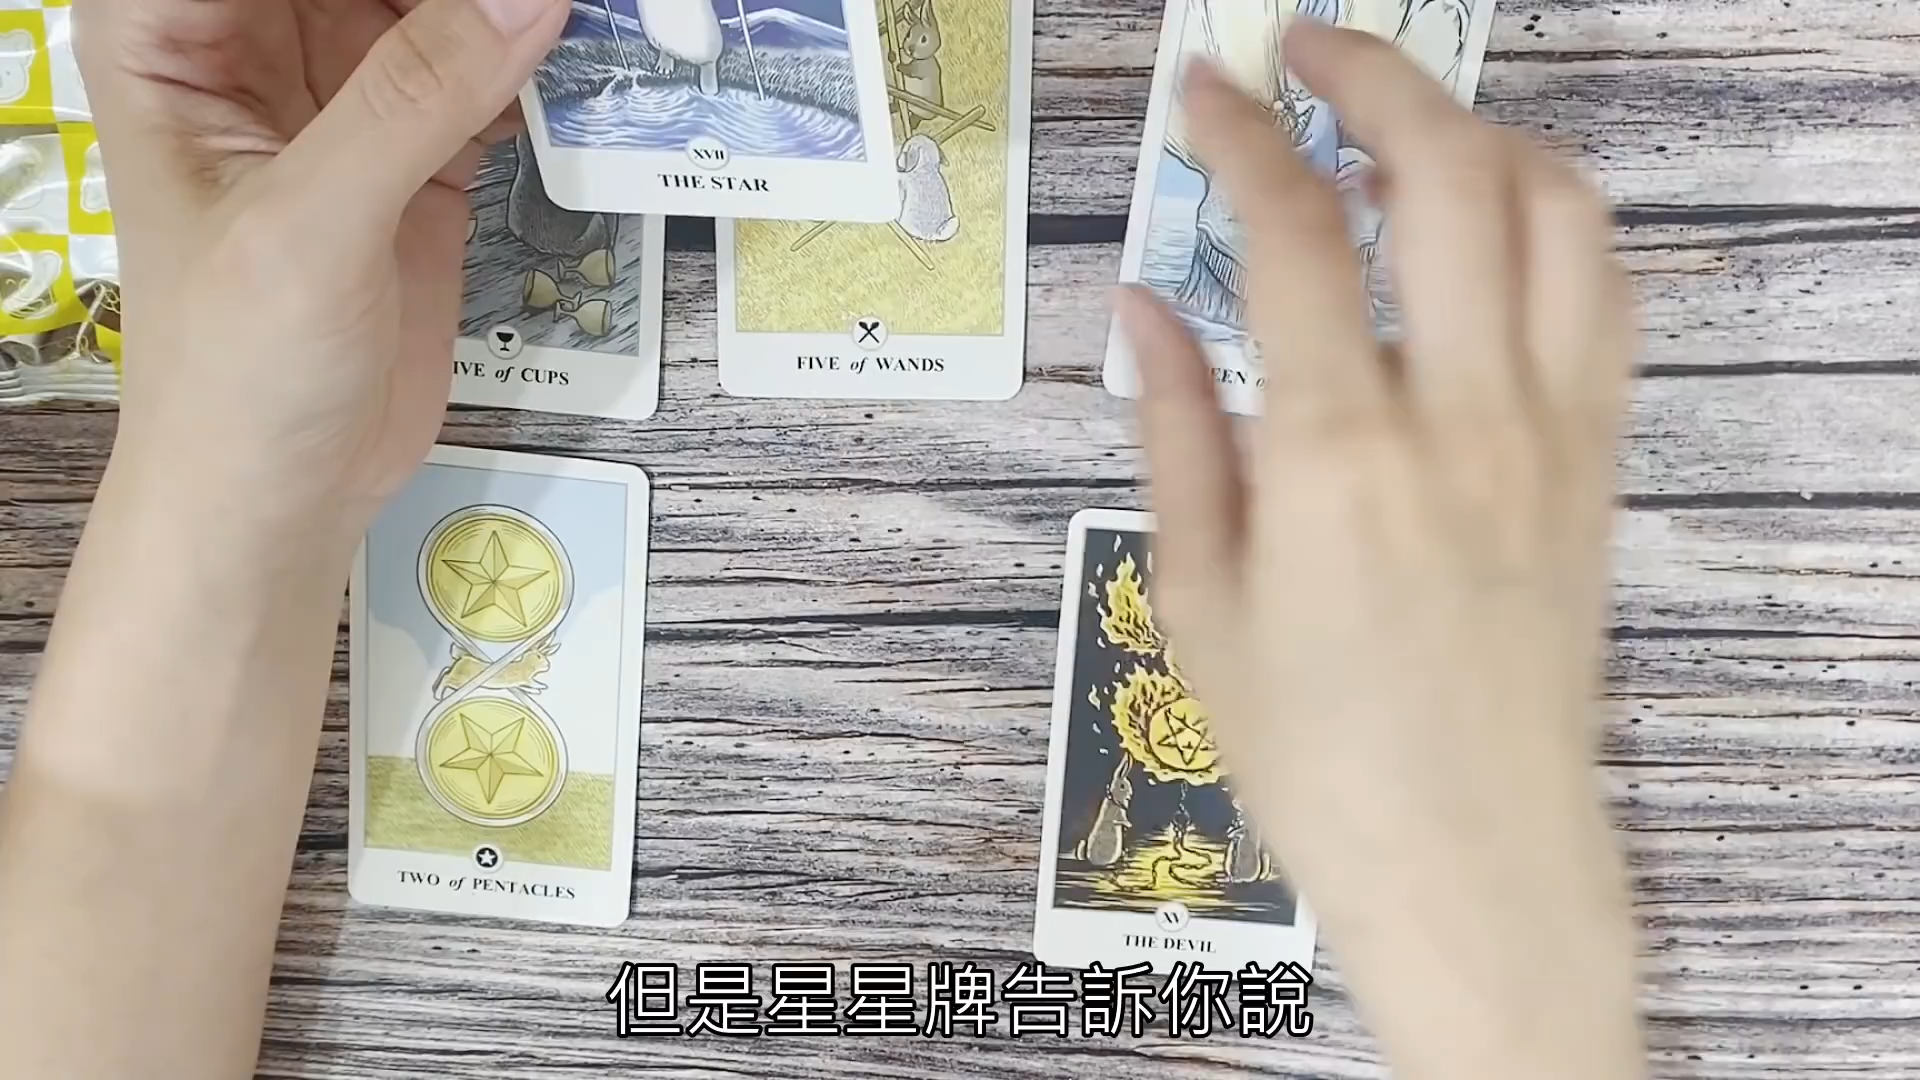 XVII
THE STAR
IVE of CUPS
FIVE of WANDS
EEN
TWO of PENTACLES
XV
THE DEVIL
但是星星牌告訴你說